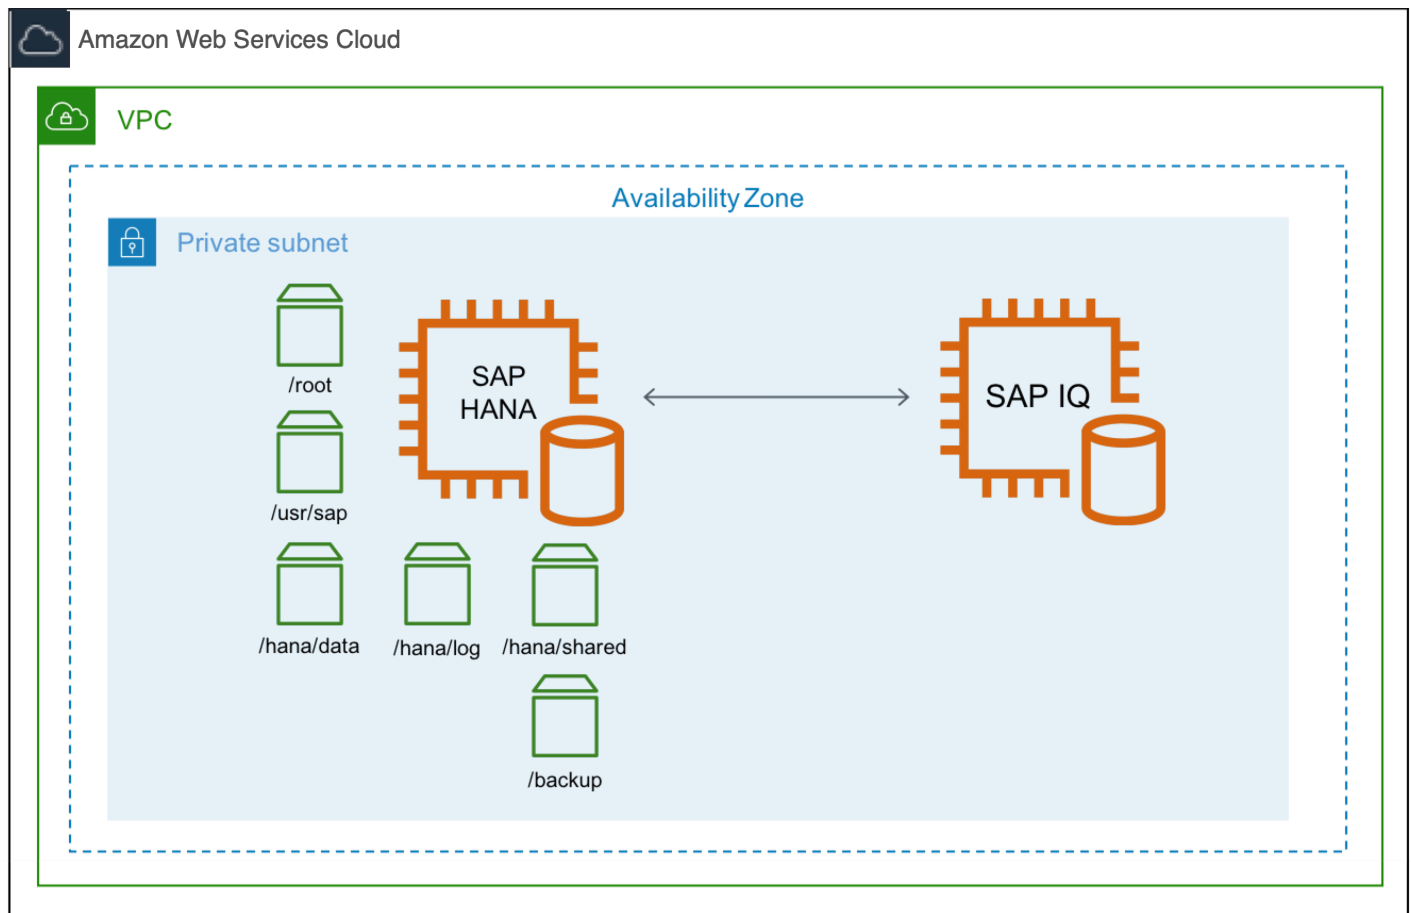 Amazon Web Services Cloud
VPC
Availability Zone
Private subnet
/root
SAP
HANA
SAP IQ
/usr/sap
/hana/data
/hana/log
/hana/shared
/backup